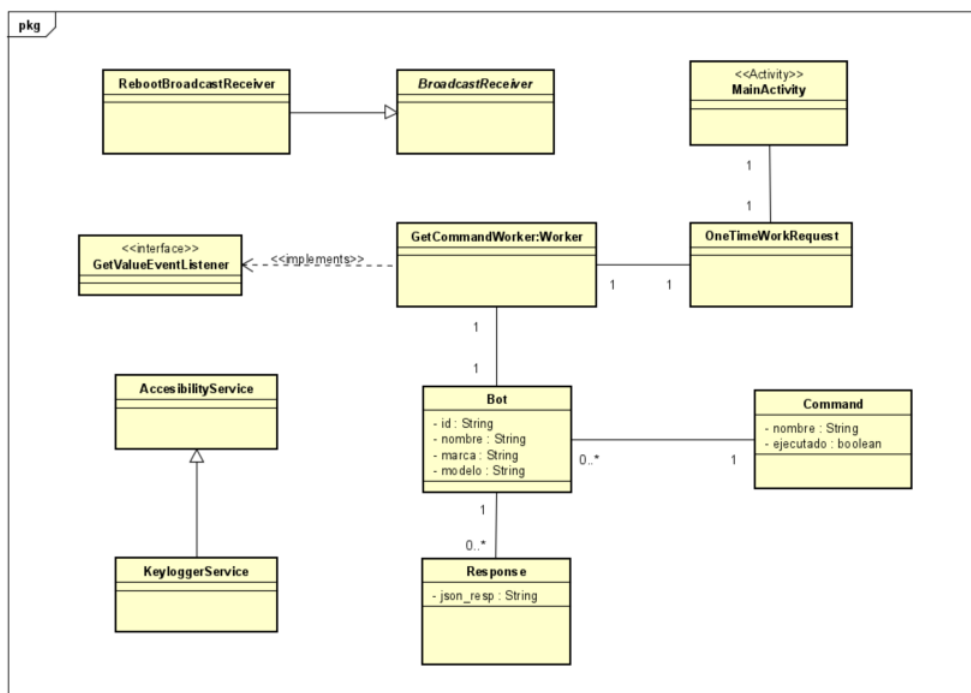 pkg
RebootBroadcastReceiver
BroadcastReceiver
<<Activity>>
MainActivity
1
1
<<interface>>
GetValueEventListener
<<implements>>
GetCommandWorker:Worker
1
1
OneTimeWorkRequest
1
1
AccesibilityService
Bot
- id : String
- nombre : String
- marca : String
- modelo : String
0..*
1
Command
- nombre : String
- ejecutado : boolean
1
0..*
KeyloggerService
Response
- json_resp : String